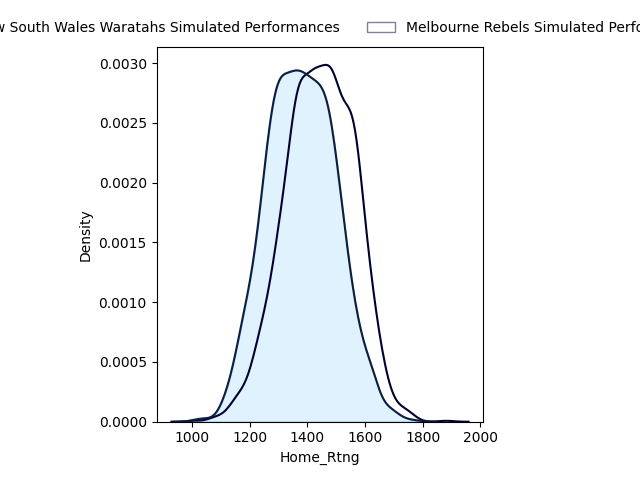 South Wales Waratahs Simulated Performances
Melbourne Rebels Simulated
0.0030
0.0025
0.0020
0.0015
0.0010
0.0005
0.0000
Density
1000 1200 1400 1600 1800 2000
Home_Rtng